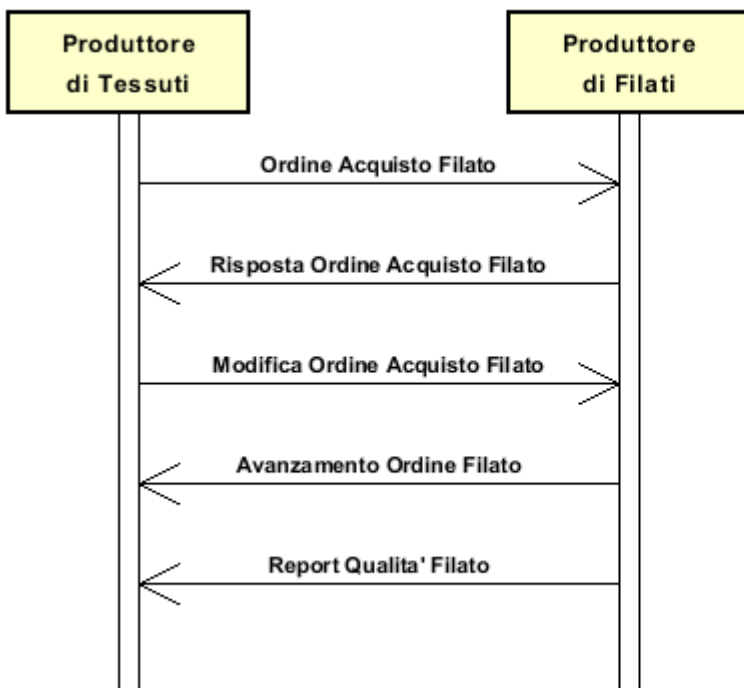 Produttore
di Tessuti
Produttore
di Filati
Ordine Acquisto Filato
Risposta Ordine Acquisto Filato
Modifica Ordine Acquisto Filato
Avanzamento Ordine Filato
Report Qualita' Filato